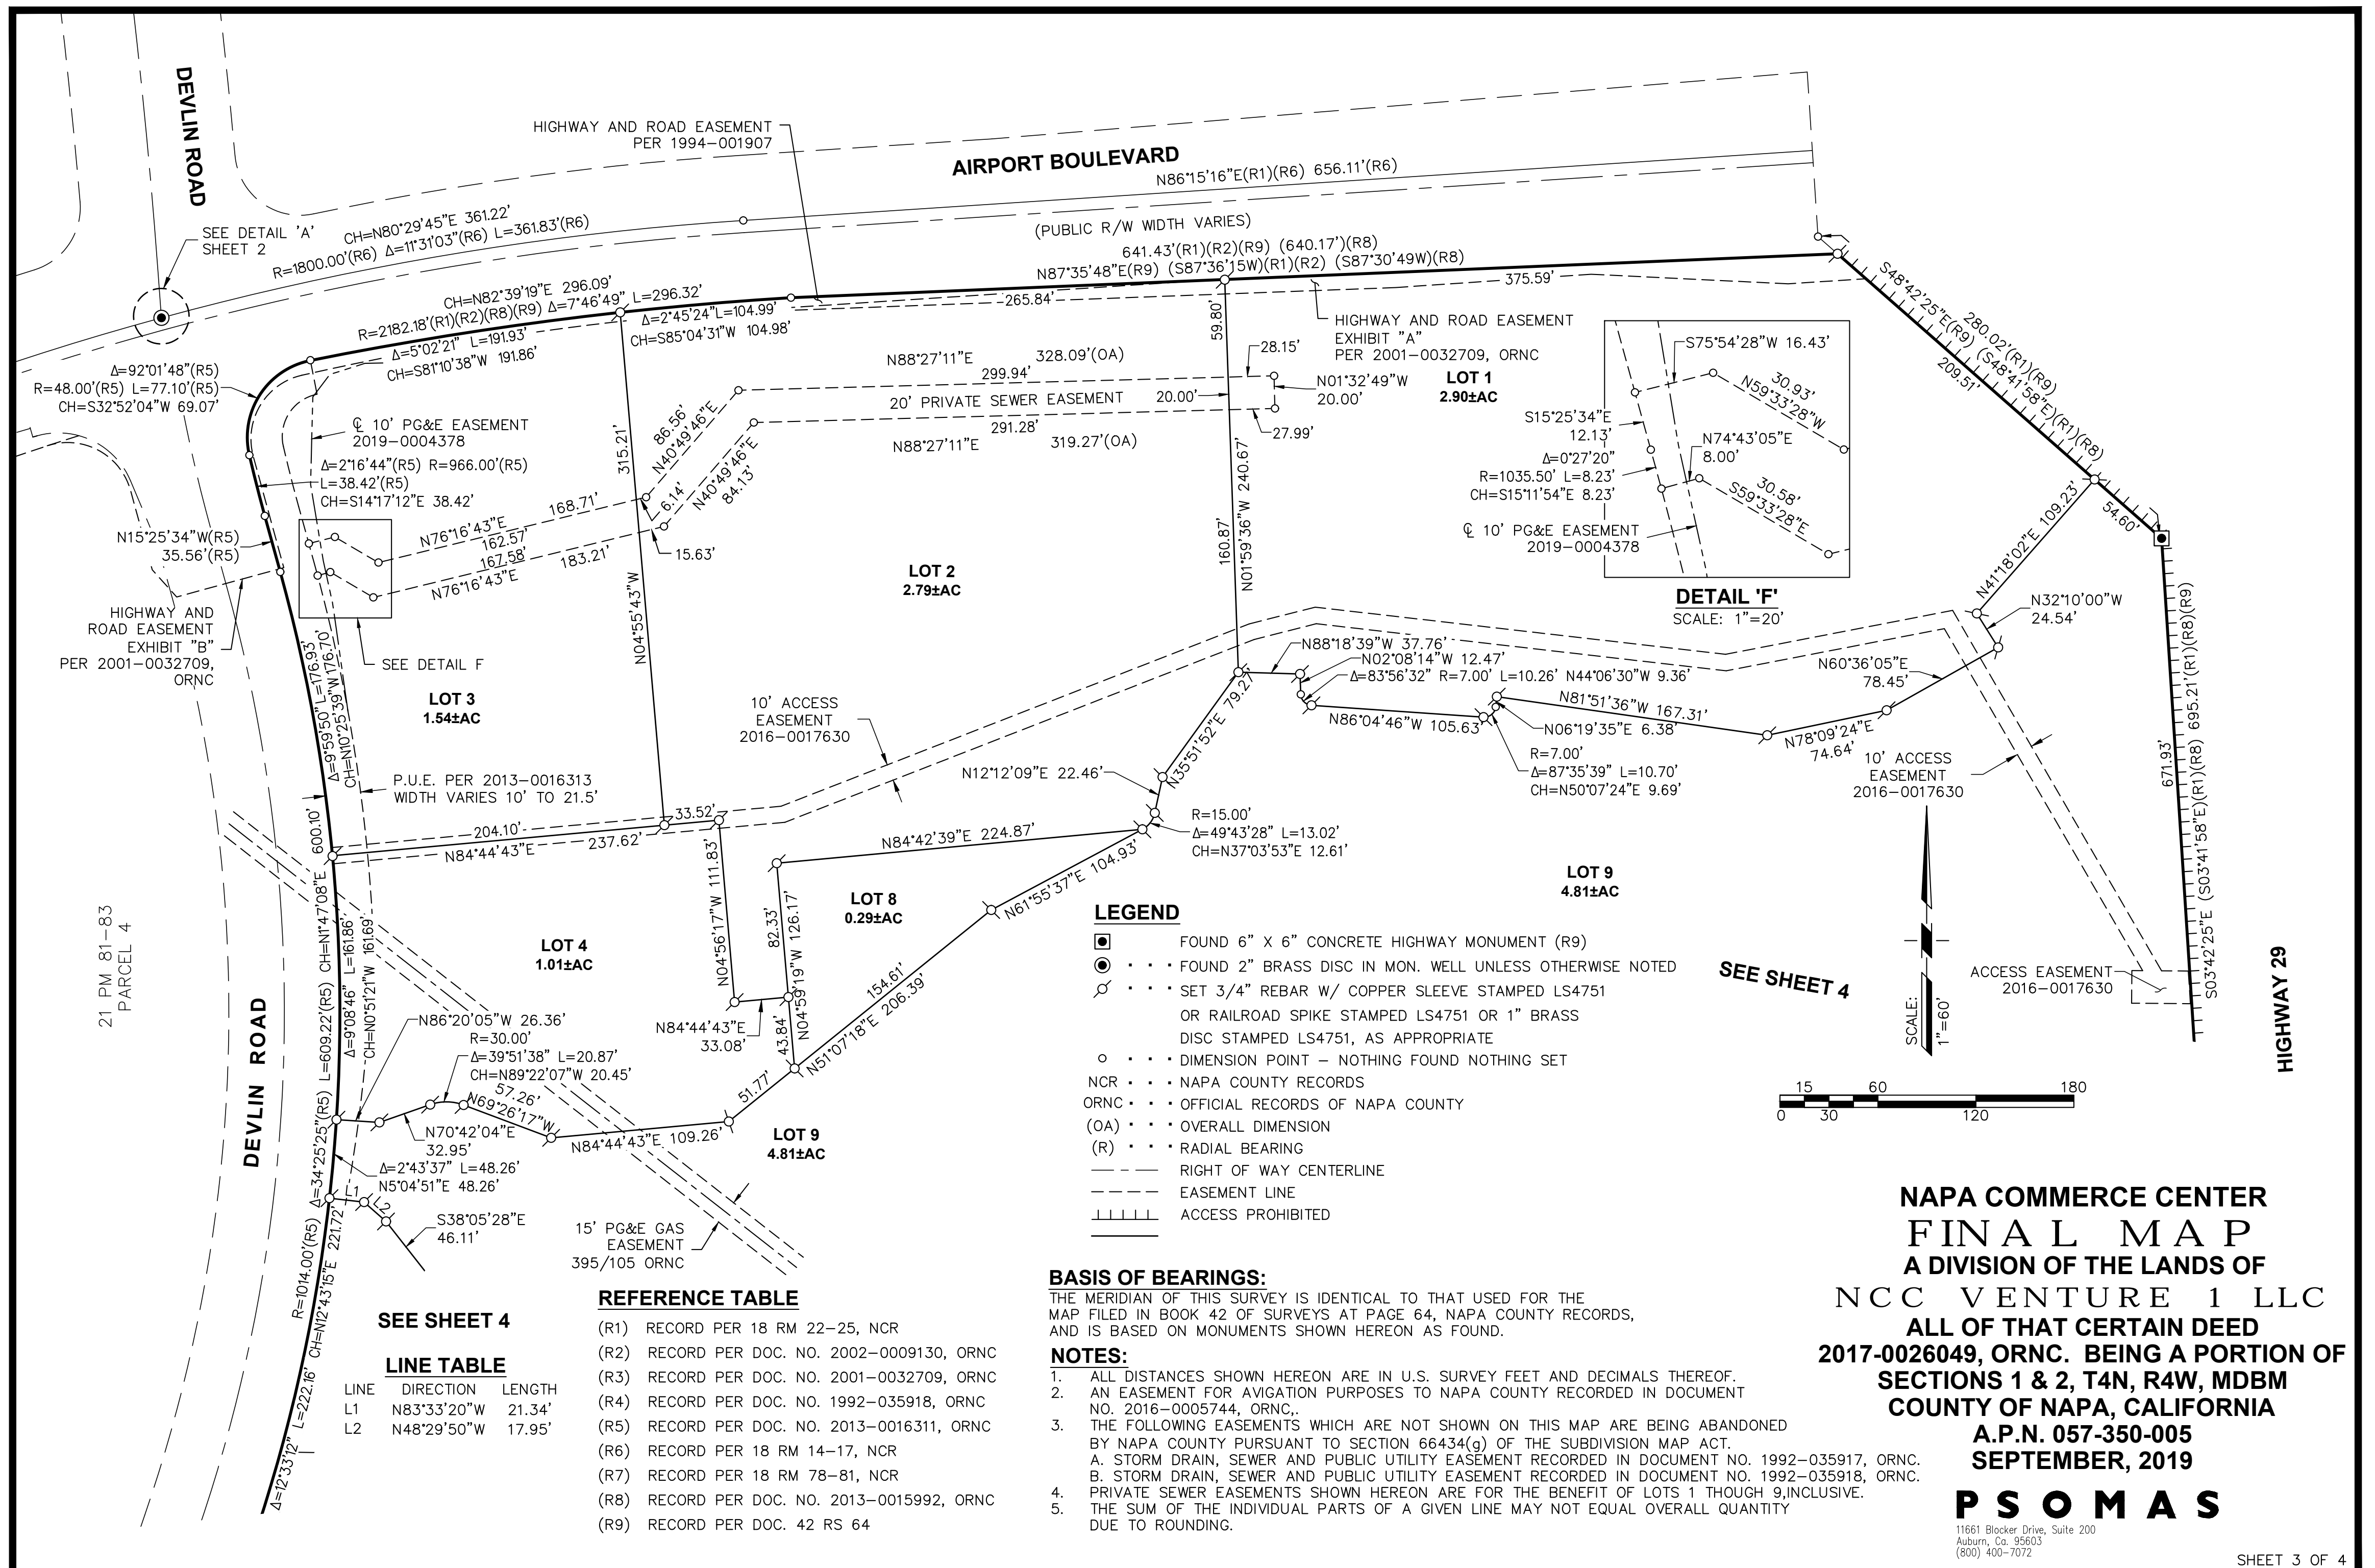 DEVLIN ROAD
HIGHWAY AND ROAD EASEMENT
PER 1994-001907
AIRPORT BOULEVARD
N86°15'16"E(R1)(R6) 656.11'(R6)
(PUBLIC R/W WIDTH VARIES)
641.43'(R1)(R2)(R9) (640.17')(R8)
N87°35'48"E(R9) (S87°36'15W)(R1)(R2) (S87°30'49W)(R8)
375.59'
265.84'
SEE DETAIL 'A'
SHEET 2
CH=N80°29'45"E 361.22'
R=1800.00'(R6) Δ=11°31'03"(R6) L=361.83'(R6)
CH=N82°39'19"E 296.09'
R=2182.18'(R1)(R2)(R8)(R9) Δ=7°46'49" L=296.32'
Δ=2°45'24" L=104.99'
CH=S85°04'31"W 104.98'
Δ=5°02'21" L=191.93'
CH=S81°10'38"W 191.86'
Δ=92°01'48"(R5)
R=48.00'(R5) L=77.10'(R5)
CH=S32°52'04"W 69.07'
℄ 10' PG&E EASEMENT
2019-0004378
Δ=2°16'44"(R5) R=966.00'(R5)
L=38.42'(R5)
CH=S14°17'12"E 38.42'
N15°25'34"W(R5)
35.56'(R5)
HIGHWAY AND
ROAD EASEMENT
EXHIBIT "B"
PER 2001-0032709,
ORNC
SEE DETAIL F
LOT 3
1.54±AC
Δ=9°59'50" L=176.93'
CH=N10°25'39"W 176.70'
P.U.E. PER 2013-0016313
WIDTH VARIES 10' TO 21.5'
N76°16'43"E
168.71'
162.57'
167.58'
N76°16'43"E
183.21'
315.21'
N04°55'43"W
86.56'
N40°49'46"E
6.14'
N40°49'46"E
84.13'
15.63'
N88°27'11"E 328.09'(OA)
299.94'
20' PRIVATE SEWER EASEMENT
20.00'
291.28'
N88°27'11"E 319.27'(OA)
28.15'
N01°32'49"W
20.00'
27.99'
59.80'
160.87'
N01°59'36"W 240.67'
HIGHWAY AND ROAD EASEMENT
EXHIBIT "A"
PER 2001-0032709, ORNC
LOT 1
2.90±AC
LOT 2
2.79±AC
S75°54'28"W 16.43'
30.93'
N59°33'28"W
S15°25'34"E
12.13'
N74°43'05"E
8.00'
Δ=0°27'20"
R=1035.50' L=8.23'
CH=S15°11'54"E 8.23'
30.58'
S59°33'28"E
℄ 10' PG&E EASEMENT
2019-0004378
DETAIL 'F'
SCALE: 1"=20'
S48°42'25"E(R9) (S48°41'58"E)(R1)(R8)
280.02'(R1)(R9)
209.51'
54.60'
N41°18'02"E 109.23'
N32°10'00"W
24.54'
N60°36'05"E
78.45'
N78°09'24"E
74.64'
N88°18'39"W 37.76'
N02°08'14"W 12.47'
Δ=83°56'32" R=7.00' L=10.26' N44°06'30"W 9.36'
N81°51'36"W 167.31'
N86°04'46"W 105.63'
N06°19'35"E 6.38'
R=7.00'
Δ=87°35'39" L=10.70'
CH=N50°07'24"E 9.69'
10' ACCESS
EASEMENT
2016-0017630
10' ACCESS
EASEMENT
2016-0017630
N35°51'52"E 79.27'
N12°12'09"E 22.46'
R=15.00'
Δ=49°43'28" L=13.02'
CH=N37°03'53"E 12.61'
671.93'
S03°42'25"E (S03°41'58"E)(R1)(R8) 695.21'(R1)(R8)(R9)
ACCESS EASEMENT
2016-0017630
HIGHWAY 29
204.10'
33.52'
N84°44'43"E 237.62'
N84°42'39"E 224.87'
N61°55'37"E 104.93'
N04°56'17"W 111.83'
LOT 8
0.29±AC
82.33'
N04°59'19"W 126.17'
43.84'
154.61'
N51°07'18"E 206.39'
51.77'
LOT 9
4.81±AC
LOT 4
1.01±AC
N84°44'43"E
33.08'
600.10'
R=1014.00'(R5) Δ=34°25'25"(R5) L=609.22'(R5) CH=N1°47'08"E
Δ=9°08'46" L=161.86'
CH=N0°51'21"W 161.69'
N86°20'05"W 26.36'
R=30.00'
Δ=39°51'38" L=20.87'
CH=N89°22'07"W 20.45'
57.26'
N69°26'17"W
N84°44'43"E 109.26'
N70°42'04"E
32.95'
Δ=2°43'37" L=48.26'
N5°04'51"E 48.26'
L1
L2
S38°05'28"E
46.11'
Δ=12°33'12" L=222.16' CH=N12°43'15"E 221.72'
21 PM 81-83
PARCEL 4
DEVLIN ROAD
LOT 9
4.81±AC
15' PG&E GAS
EASEMENT
395/105 ORNC
SEE SHEET 4
SEE SHEET 4
LEGEND
FOUND 6" X 6" CONCRETE HIGHWAY MONUMENT (R9)
FOUND 2" BRASS DISC IN MON. WELL UNLESS OTHERWISE NOTED
SET 3/4" REBAR W/ COPPER SLEEVE STAMPED LS4751
OR RAILROAD SPIKE STAMPED LS4751 OR 1" BRASS
DISC STAMPED LS4751, AS APPROPRIATE
DIMENSION POINT – NOTHING FOUND NOTHING SET
NCR · · · NAPA COUNTY RECORDS
ORNC · · · OFFICIAL RECORDS OF NAPA COUNTY
(OA) · · · OVERALL DIMENSION
(R) · · · RADIAL BEARING
RIGHT OF WAY CENTERLINE
EASEMENT LINE
ACCESS PROHIBITED
SCALE:
1"=60'
15 60 180
0 30 120
LINE TABLE
LINE DIRECTION LENGTH
L1 N83°33'20"W 21.34'
L2 N48°29'50"W 17.95'
REFERENCE TABLE
(R1) RECORD PER 18 RM 22-25, NCR
(R2) RECORD PER DOC. NO. 2002-0009130, ORNC
(R3) RECORD PER DOC. NO. 2001-0032709, ORNC
(R4) RECORD PER DOC. NO. 1992-035918, ORNC
(R5) RECORD PER DOC. NO. 2013-0016311, ORNC
(R6) RECORD PER 18 RM 14-17, NCR
(R7) RECORD PER 18 RM 78-81, NCR
(R8) RECORD PER DOC. NO. 2013-0015992, ORNC
(R9) RECORD PER DOC. 42 RS 64
BASIS OF BEARINGS:
THE MERIDIAN OF THIS SURVEY IS IDENTICAL TO THAT USED FOR THE
MAP FILED IN BOOK 42 OF SURVEYS AT PAGE 64, NAPA COUNTY RECORDS,
AND IS BASED ON MONUMENTS SHOWN HEREON AS FOUND.
NOTES:
1. ALL DISTANCES SHOWN HEREON ARE IN U.S. SURVEY FEET AND DECIMALS THEREOF.
2. AN EASEMENT FOR AVIGATION PURPOSES TO NAPA COUNTY RECORDED IN DOCUMENT
NO. 2016-0005744, ORNC,.
3. THE FOLLOWING EASEMENTS WHICH ARE NOT SHOWN ON THIS MAP ARE BEING ABANDONED
BY NAPA COUNTY PURSUANT TO SECTION 66434(g) OF THE SUBDIVISION MAP ACT.
A. STORM DRAIN, SEWER AND PUBLIC UTILITY EASEMENT RECORDED IN DOCUMENT NO. 1992-035917, ORNC.
B. STORM DRAIN, SEWER AND PUBLIC UTILITY EASEMENT RECORDED IN DOCUMENT NO. 1992-035918, ORNC.
4. PRIVATE SEWER EASEMENTS SHOWN HEREON ARE FOR THE BENEFIT OF LOTS 1 THOUGH 9,INCLUSIVE.
5. THE SUM OF THE INDIVIDUAL PARTS OF A GIVEN LINE MAY NOT EQUAL OVERALL QUANTITY
DUE TO ROUNDING.
NAPA COMMERCE CENTER
FINAL MAP
A DIVISION OF THE LANDS OF
NCC VENTURE 1 LLC
ALL OF THAT CERTAIN DEED
2017-0026049, ORNC. BEING A PORTION OF
SECTIONS 1 & 2, T4N, R4W, MDBM
COUNTY OF NAPA, CALIFORNIA
A.P.N. 057-350-005
SEPTEMBER, 2019
PSOMAS
11661 Blocker Drive, Suite 200
Auburn, Ca. 95603
(800) 400-7072
SHEET 3 OF 4